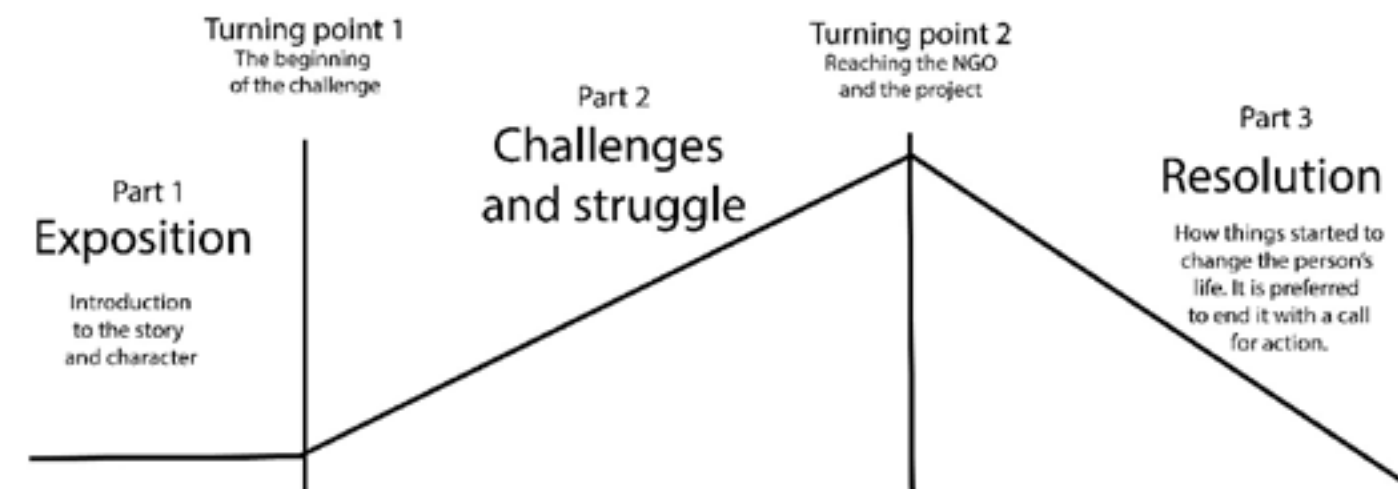 Turning point 1
The beginning
of the challenge
Part 1
Exposition
Introduction
to the story
and character
Part 2
Challenges
and struggle
Turning point 2
Reaching the NGO
and the project
Part 3
Resolution
How things started to
change the person's
life. It is preferred
to end it with a call
for action.